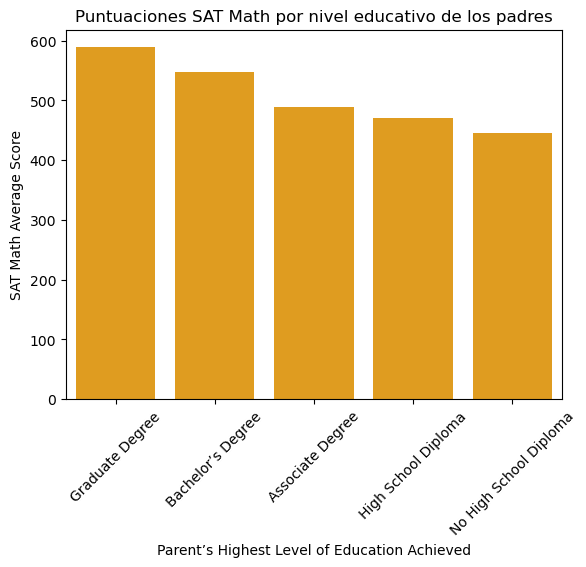 Puntuaciones SAT Math por nivel educativo de los padres
600
500
400
300
200
100
0
SAT Math Average Score
Graduate Degree
Bachelor’s Degree
Associate Degree
High School Diploma
No High School Diploma
Parent’s Highest Level of Education Achieved